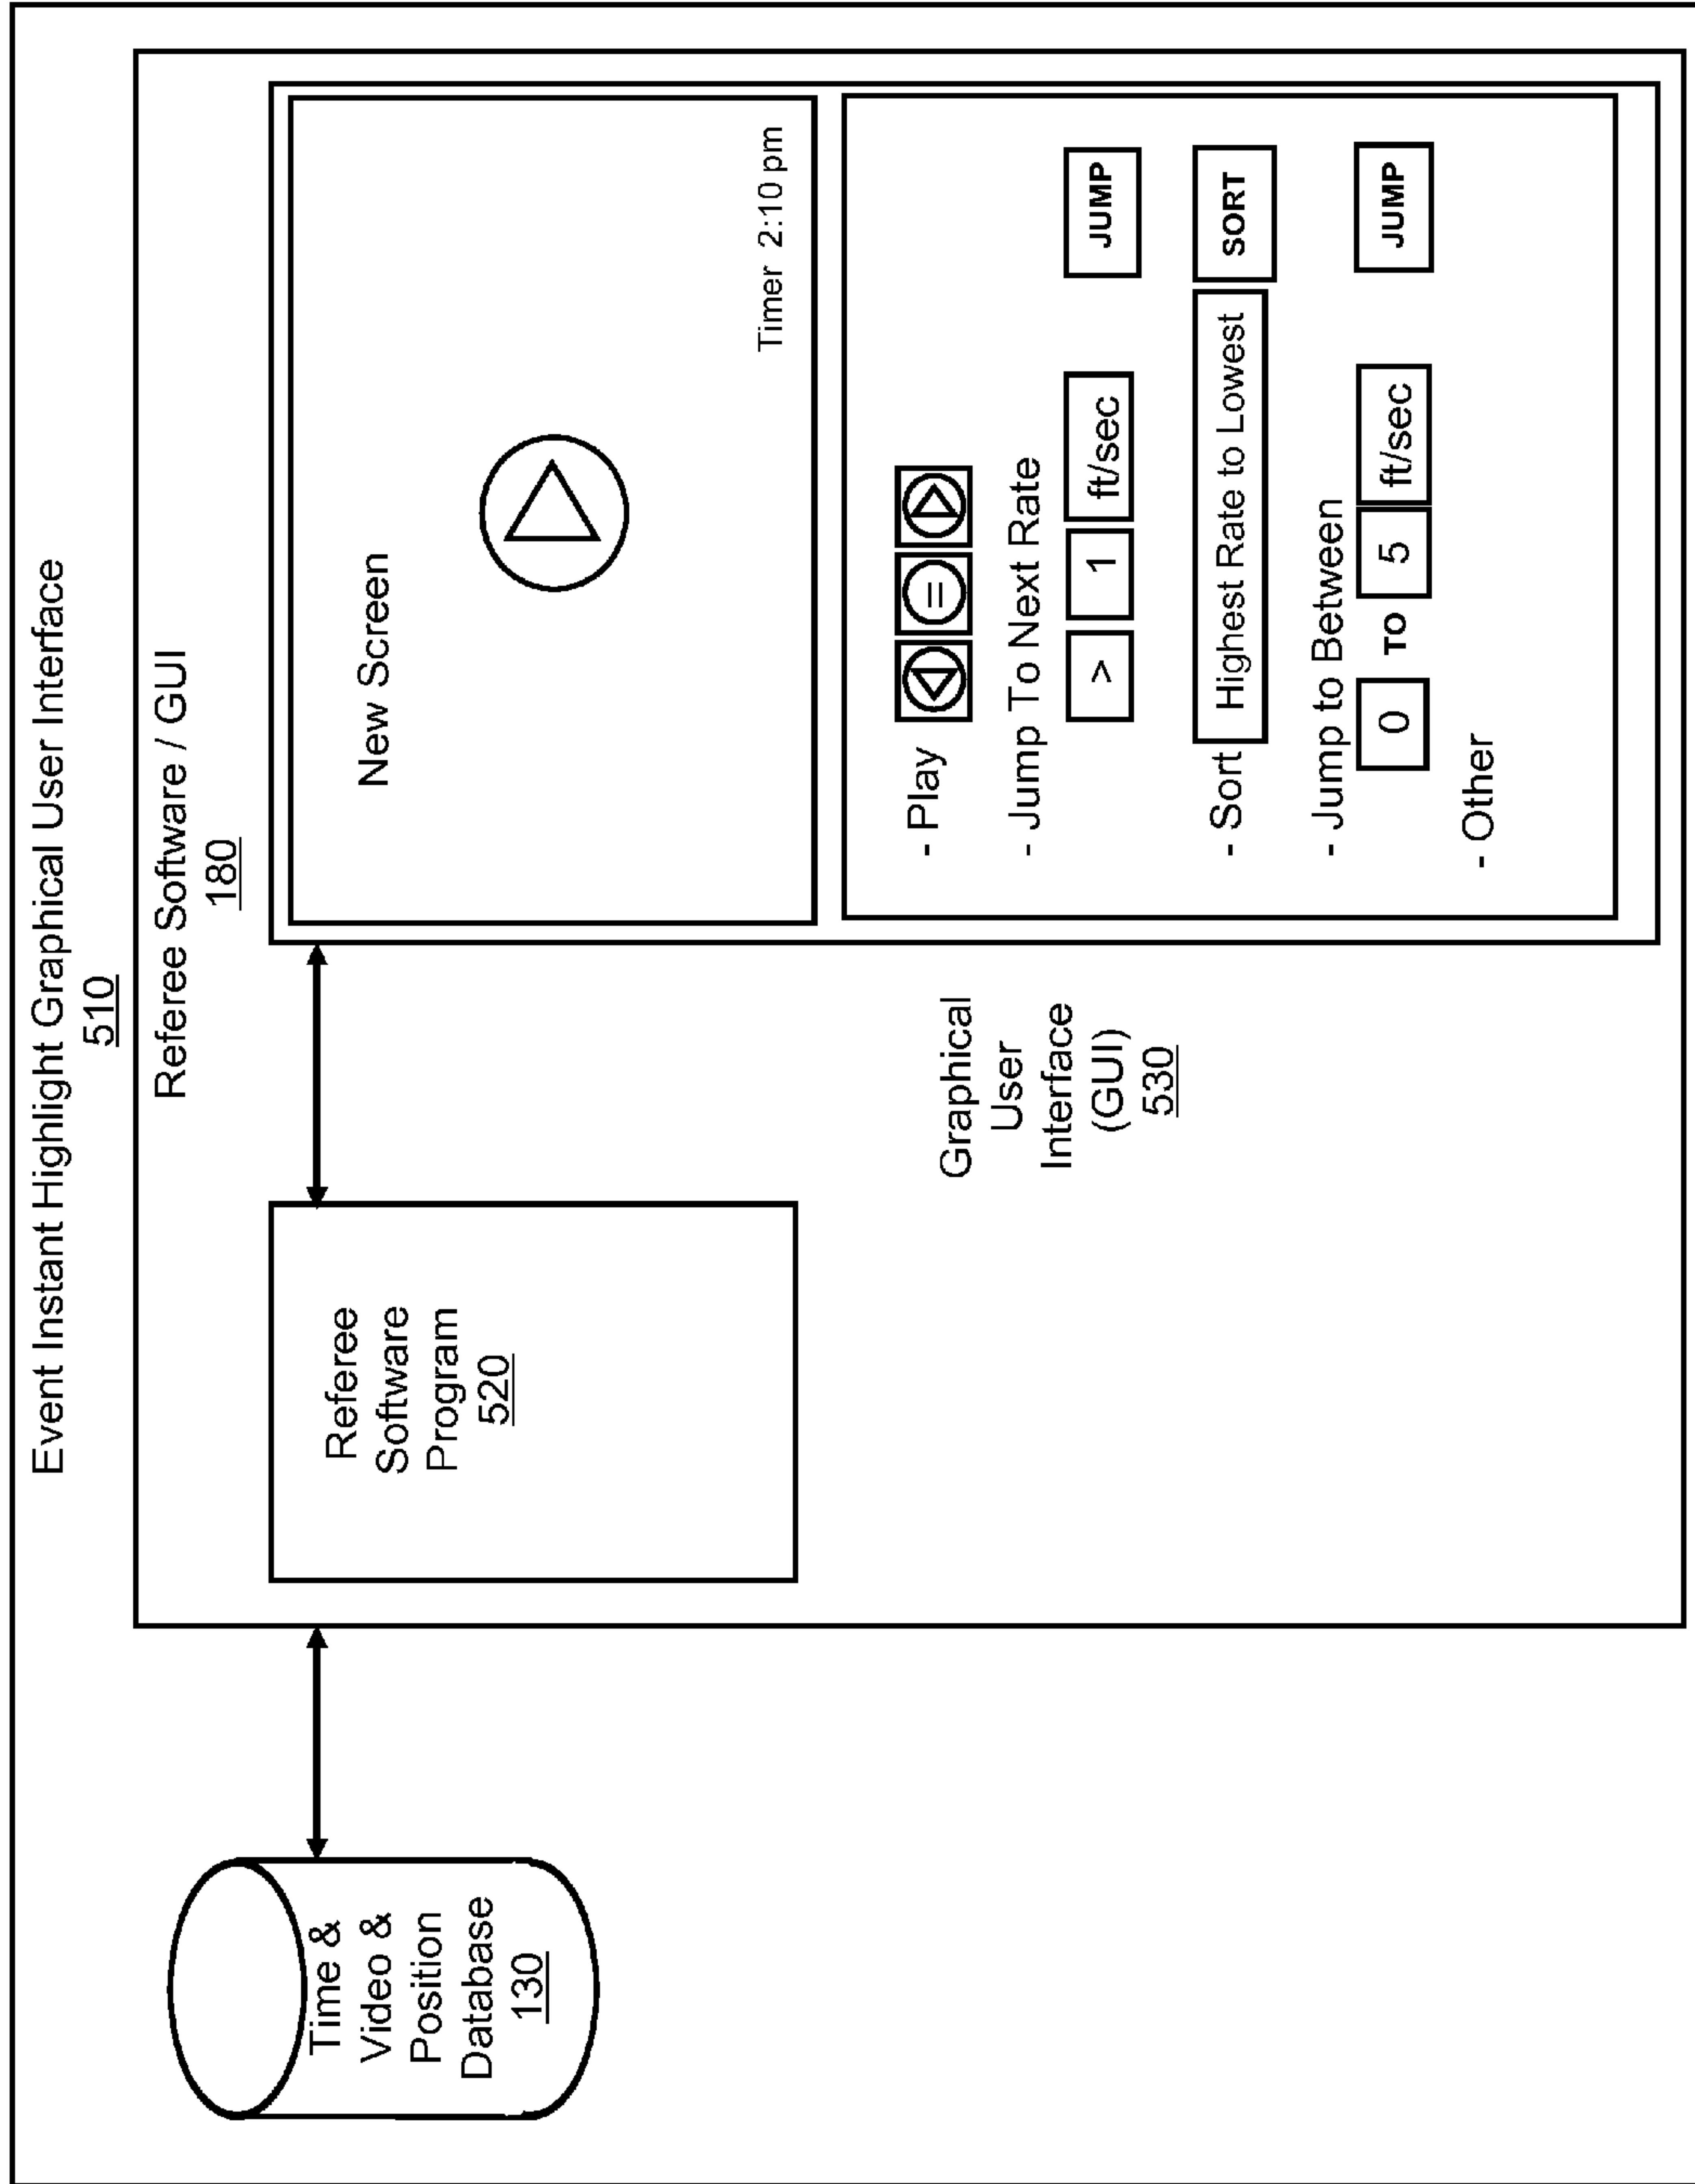 Event Instant Highlight Graphical User Interface
510
Referee Software / GUI
180
Time &
Video &
Position
Database
130
Referee
Software
Program
520
Graphical
User
Interface
(GUI)
530
New Screen
Timer 2:10 pm
- Play =
- Jump To Next Rate
> 1 ft/sec JUMP
- Sort Highest Rate to Lowest SORT
- Jump to Between
0 TO 5 ft/sec JUMP
- Other